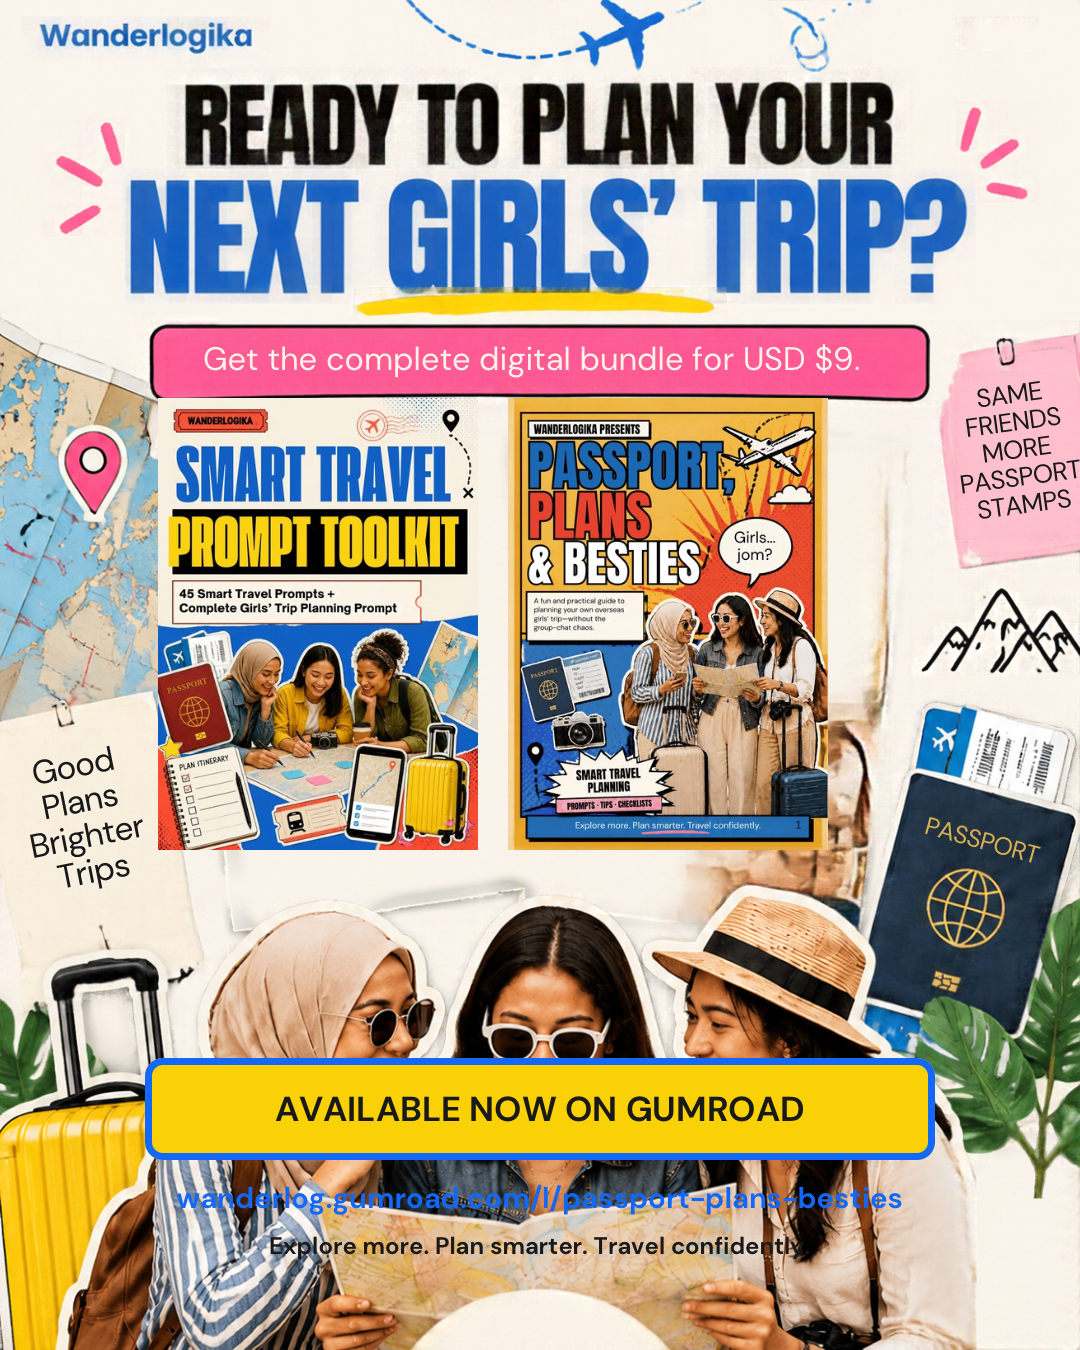 Wanderlogika
READY TO PLAN YOUR
NEXT GIRLS' TRIP?
Get the complete digital bundle for USD $9.
SAME
FRIENDS
MORE
PASSPORT
STAMPS
WANDERLOGIKA
SMART TRAVEL
PROMPT TOOLKIT
45 Smart Travel Prompts +
Complete Girls' Trip Planning Prompt
PASSPORT
PLAN ITINERARY
WANDERLOGIKA PRESENTS
PASSPORT,
PLANS
& BESTIES
Girls...
jom?
A fun and practical guide to
planning your own overseas
girls' trip—without the
group-chat chaos.
PASSPORT
SMART TRAVEL
PLANNING
PROMPTS · TIPS · CHECKLISTS
Explore more. Plan smarter. Travel confidently.
1
Good
Plans
Brighter
Trips
PASSPORT
AVAILABLE NOW ON GUMROAD
wanderlog.gumroad.com/l/passport-plans-besties
Explore more. Plan smarter. Travel confidently.